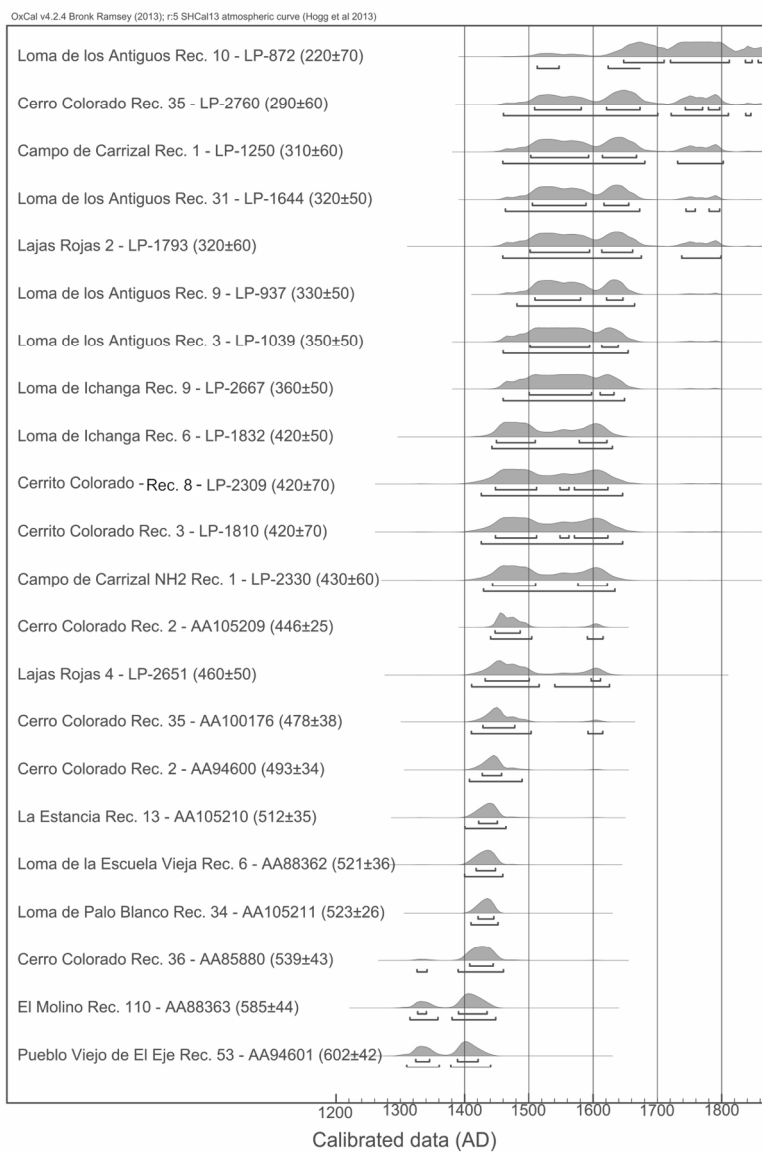 OxCal v4.2.4 Bronk Ramsey (2013); r:5 SHCal13 atmospheric curve (Hogg et al 2013)
Loma de los Antiguos Rec. 10 - LP-872 (220±70)
Cerro Colorado Rec. 35 - LP-2760 (290±60)
Campo de Carrizal Rec. 1 - LP-1250 (310±60)
Loma de los Antiguos Rec. 31 - LP-1644 (320±50)
Lajas Rojas 2 - LP-1793 (320±60)
Loma de los Antiguos Rec. 9 - LP-937 (330±50)
Loma de los Antiguos Rec. 3 - LP-1039 (350±50)
Loma de Ichanga Rec. 9 - LP-2667 (360±50)
Loma de Ichanga Rec. 6 - LP-1832 (420±50)
Cerrito Colorado - Rec. 8 - LP-2309 (420±70)
Cerrito Colorado Rec. 3 - LP-1810 (420±70)
Campo de Carrizal NH2 Rec. 1 - LP-2330 (430±60)
Cerro Colorado Rec. 2 - AA105209 (446±25)
Lajas Rojas 4 - LP-2651 (460±50)
Cerro Colorado Rec. 35 - AA100176 (478±38)
Cerro Colorado Rec. 2 - AA94600 (493±34)
La Estancia Rec. 13 - AA105210 (512±35)
Loma de la Escuela Vieja Rec. 6 - AA88362 (521±36)
Loma de Palo Blanco Rec. 34 - AA105211 (523±26)
Cerro Colorado Rec. 36 - AA85880 (539±43)
El Molino Rec. 110 - AA88363 (585±44)
Pueblo Viejo de El Eje Rec. 53 - AA94601 (602±42)
1200 1300 1400 1500 1600 1700 1800
Calibrated data (AD)